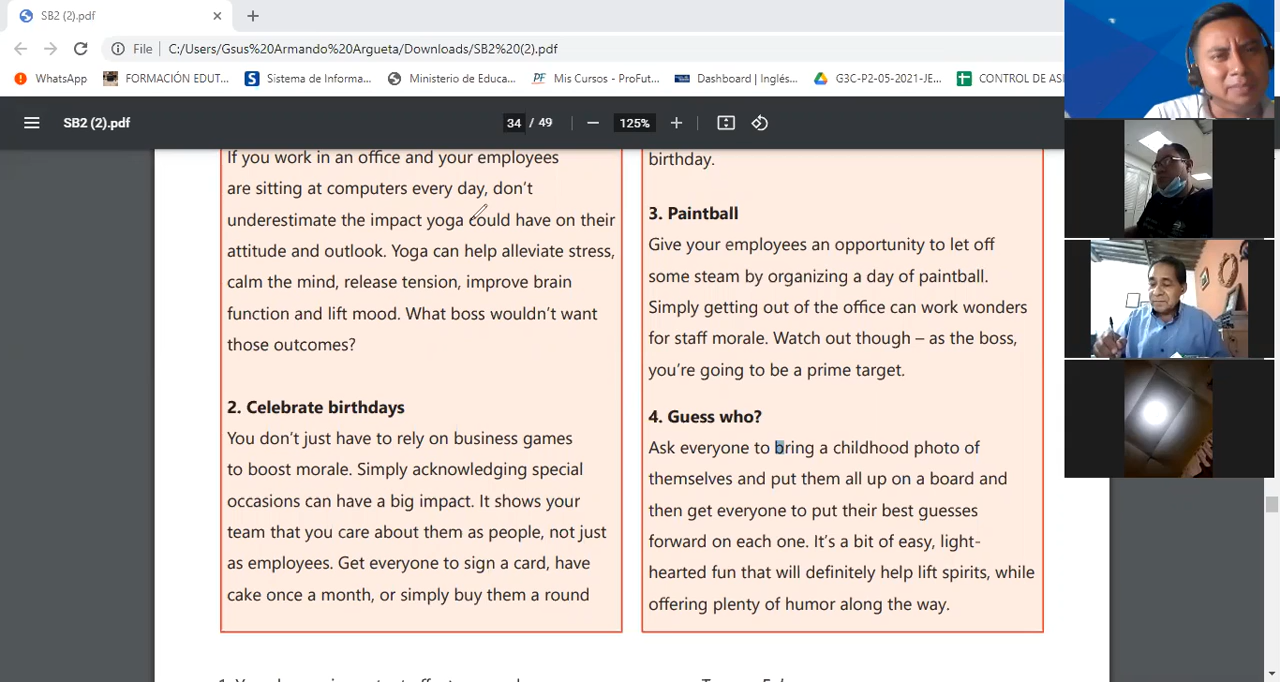 SB2 (2).pdf
File
C:/Users/Gsus%20Armando%20Argueta/Downloads/SB2%20(2).pdf
WhatsApp
FORMACIÓN EDUT...
Sistema de Informa...
Ministerio de Educa...
Mis Cursos - ProFut...
Dashboard | Inglés...
G3C-P2-05-2021-JE...
CONTROL DE ASI
SB2 (2).pdf
34 / 49
125%
If you work in an office and your employees
are sitting at computers every day, don't
underestimate the impact yoga could have on their
attitude and outlook. Yoga can help alleviate stress,
calm the mind, release tension, improve brain
function and lift mood. What boss wouldn't want
those outcomes?
2. Celebrate birthdays
You don't just have to rely on business games
to boost morale. Simply acknowledging special
occasions can have a big impact. It shows your
team that you care about them as people, not just
as employees. Get everyone to sign a card, have
cake once a month, or simply buy them a round
birthday.
3. Paintball
Give your employees an opportunity to let off
some steam by organizing a day of paintball.
Simply getting out of the office can work wonders
for staff morale. Watch out though – as the boss,
you're going to be a prime target.
4. Guess who?
Ask everyone to bring a childhood photo of
themselves and put them all up on a board and
then get everyone to put their best guesses
forward on each one. It's a bit of easy, light-
hearted fun that will definitely help lift spirits, while
offering plenty of humor along the way.